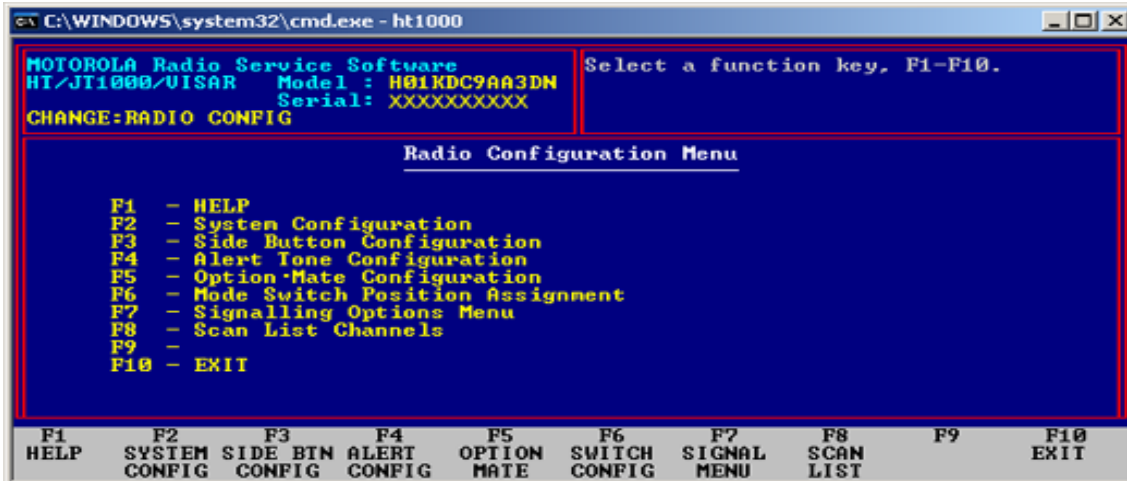 C:\WINDOWS\system32\cmd.exe - ht1000
MOTOROLA Radio Service Software
HT/JT1000/VISAR Model : H01KDC9AA3DN
Serial: XXXXXXXXXX
CHANGE:RADIO CONFIG
Select a function key, F1-F10.
Radio Configuration Menu
F1 - HELP
F2 - System Configuration
F3 - Side Button Configuration
F4 - Alert Tone Configuration
F5 - Option·Mate Configuration
F6 - Mode Switch Position Assignment
F7 - Signalling Options Menu
F8 - Scan List Channels
F9 -
F10 - EXIT
F1 F2 F3 F4 F5 F6 F7 F8 F9 F10
HELP SYSTEM SIDE BTN ALERT OPTION SWITCH SIGNAL SCAN EXIT
CONFIG CONFIG CONFIG MATE CONFIG MENU LIST